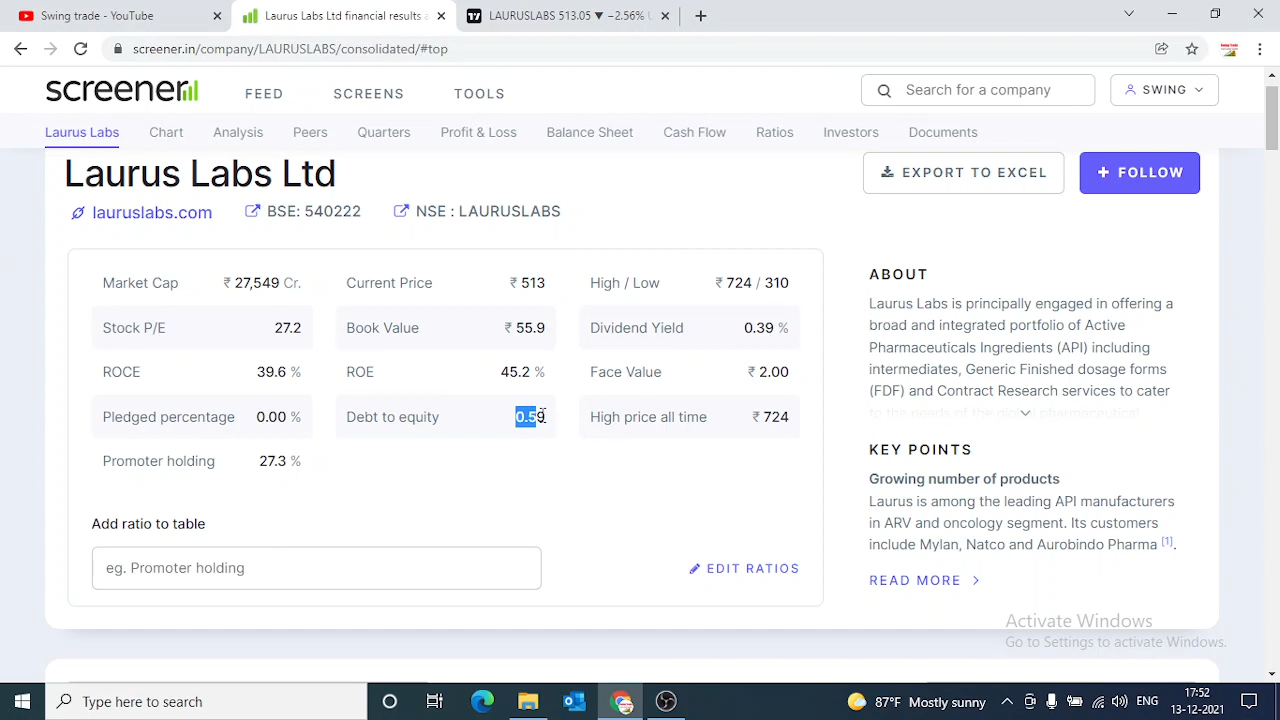 Swing trade - YouTube
Laurus Labs Ltd financial results a
LAURUSLABS 513.05 ▼ −2.56% U
screener.in/company/LAURUSLABS/consolidated/#top
screener
FEED SCREENS TOOLS
Search for a company
SWING
Laurus Labs Chart Analysis Peers Quarters Profit & Loss Balance Sheet Cash Flow Ratios Investors Documents
Laurus Labs Ltd
EXPORT TO EXCEL
+ FOLLOW
lauruslabs.com BSE: 540222 NSE : LAURUSLABS
Market Cap ₹ 27,549 Cr. Current Price ₹ 513 High / Low ₹ 724 / 310
Stock P/E 27.2 Book Value ₹ 55.9 Dividend Yield 0.39 %
ROCE 39.6 % ROE 45.2 % Face Value ₹ 2.00
Pledged percentage 0.00 % Debt to equity 0.59 High price all time ₹ 724
Promoter holding 27.3 %
Add ratio to table
eg. Promoter holding
EDIT RATIOS
ABOUT
Laurus Labs is principally engaged in offering a
broad and integrated portfolio of Active
Pharmaceuticals Ingredients (API) including
intermediates, Generic Finished dosage forms
(FDF) and Contract Research services to cater
to the needs of the global pharmaceutical
KEY POINTS
Growing number of products
Laurus is among the leading API manufacturers
in ARV and oncology segment. Its customers
include Mylan, Natco and Aurobindo Pharma [1].
READ MORE
Activate Windows
Go to Settings to activate Windows.
Type here to search
87°F Mostly sunny
ENG
17:52
13-12-2021